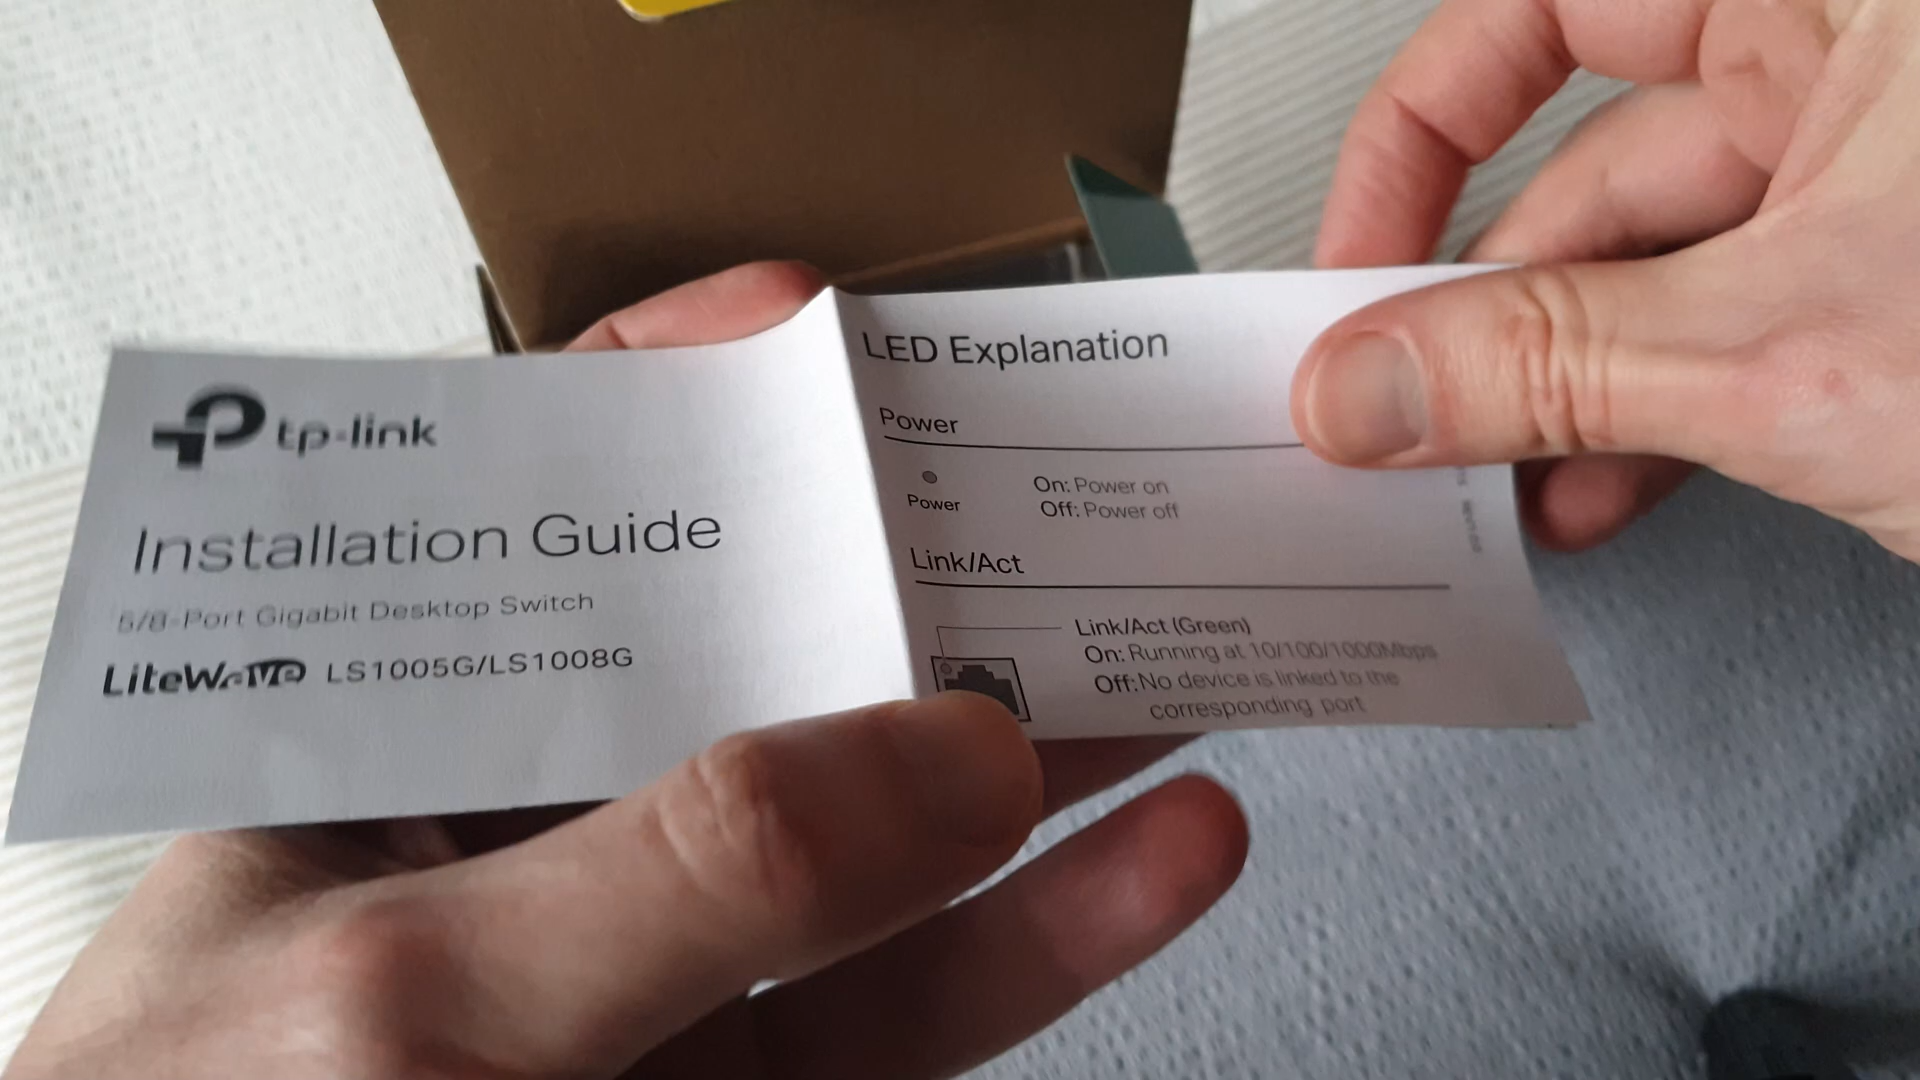 tp-link
Installation Guide
5/8-Port Gigabit Desktop Switch
LiteWave LS1005G/LS1008G
LED Explanation
Power
Power
On: Power on
Off: Power off
Link/Act
Link/Act (Green)
On: Running at 10/100/1000Mbps
Off: No device is linked to the
corresponding port